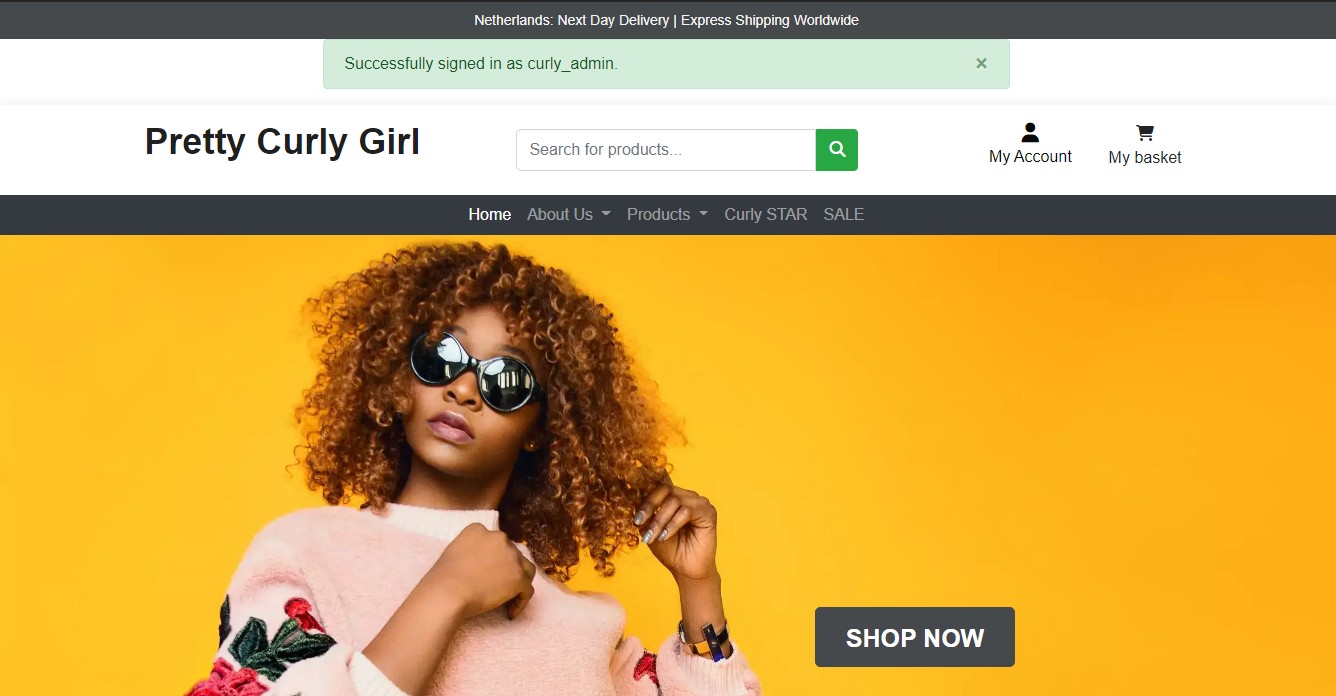 Netherlands: Next Day Delivery | Express Shipping Worldwide
Successfully signed in as curly_admin. ×
Pretty Curly Girl
Search for products...
My Account
My basket
Home About Us Products Curly STAR SALE
SHOP NOW